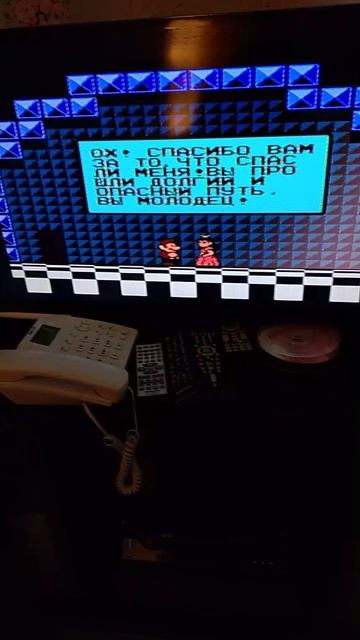 ОХ! СПАСИБО ВАМ
ЗА ТО, ЧТО СПАС
ЛИ МЕНЯ!ВЫ ПРО
ШЛИ ДОЛГИЙ И
ОПАСНЫЙ ПУТЬ.
ВЫ МОЛОДЕЦ!